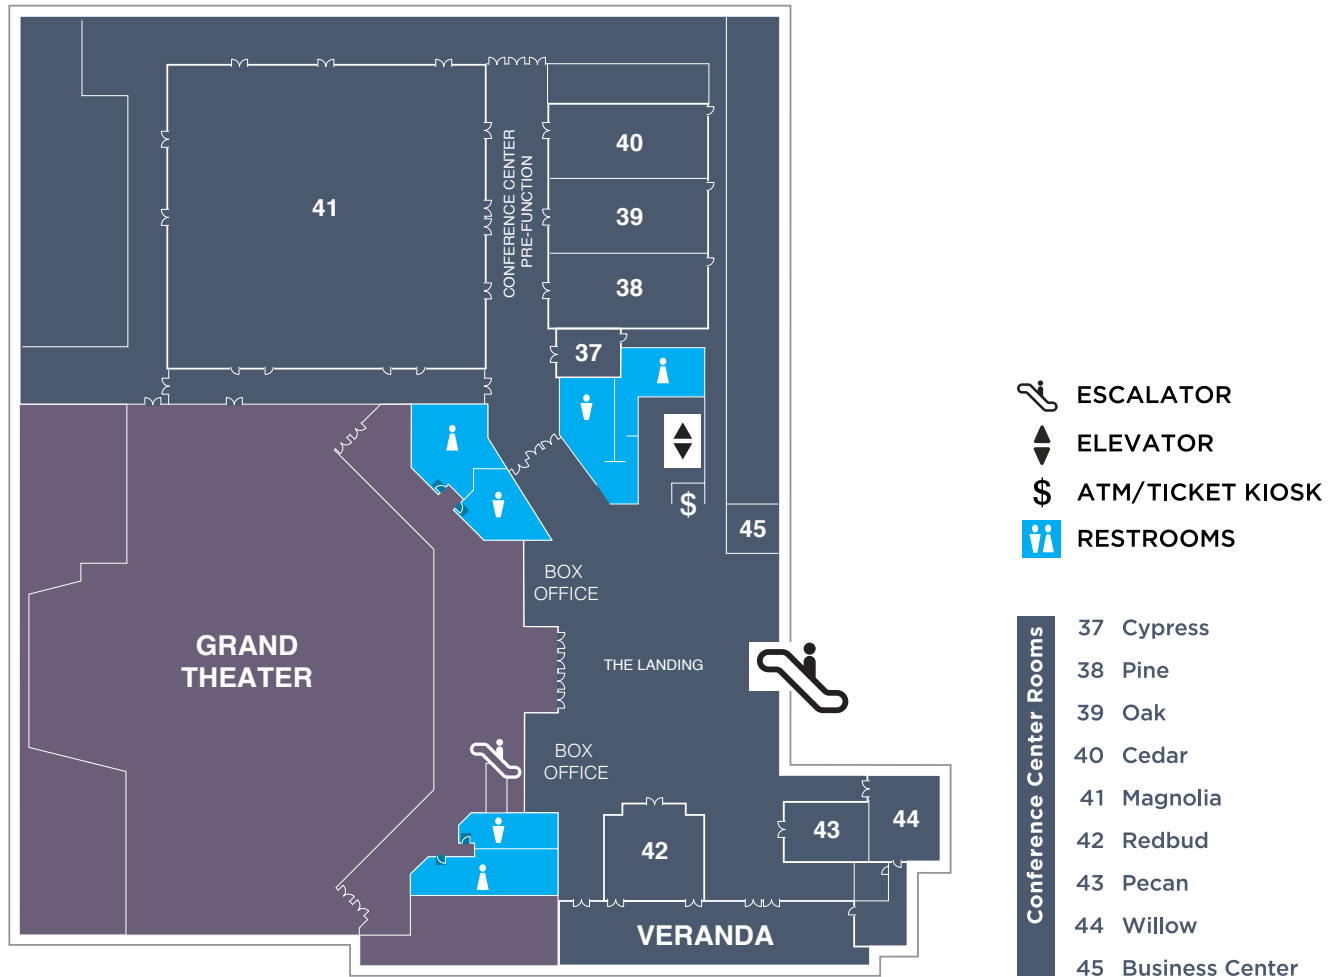 41
CONFERENCE CENTER
PRE-FUNCTION
40
39
38
37
$
45
BOX
OFFICE
GRAND
THEATER
THE LANDING
BOX
OFFICE
42
43
44
VERANDA
ESCALATOR
ELEVATOR
$ ATM/TICKET KIOSK
RESTROOMS
Conference Center Rooms
37 Cypress
38 Pine
39 Oak
40 Cedar
41 Magnolia
42 Redbud
43 Pecan
44 Willow
45 Business Center